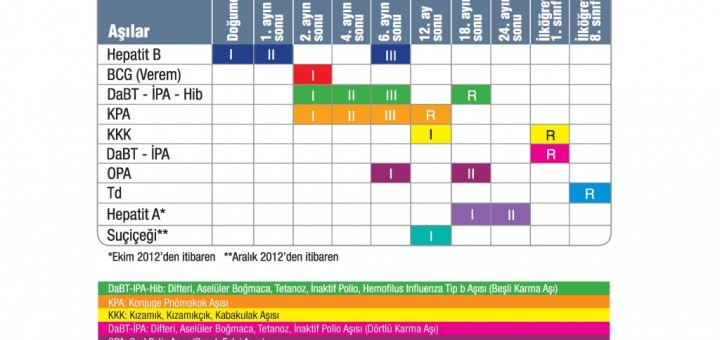 Aşılar
Doğumda
1. ayın sonu
2. ayın sonu
4. ayın sonu
6. ayın sonu
12. ay sonu
18. ayın sonu
24. ayın sonu
1. sınıf
8. sınıf
Hepatit B I II III
BCG (Verem) I
DaBT - İPA - Hib I II III R
KPA I II III R
KKK I R
DaBT - İPA R
OPA I II
Td R
Hepatit A* I II
Suçiçeği** I
*Ekim 2012'den itibaren **Aralık 2012'den itibaren
DaBT-IPA-Hib: Difteri, Aselüler Boğmaca, Tetanoz, İnaktif Polio, Hemofilus Influenza Tip b Aşısı (Beşli Karma Aşı)
KPA: Konjuge Pnömokok Aşısı
KKK: Kızamık, Kızamıkçık, Kabakulak Aşısı
DaBT-İPA: Difteri, Aselüler Boğmaca, Tetanoz, İnaktif Polio Aşısı (Dörtlü Karma Aşı)